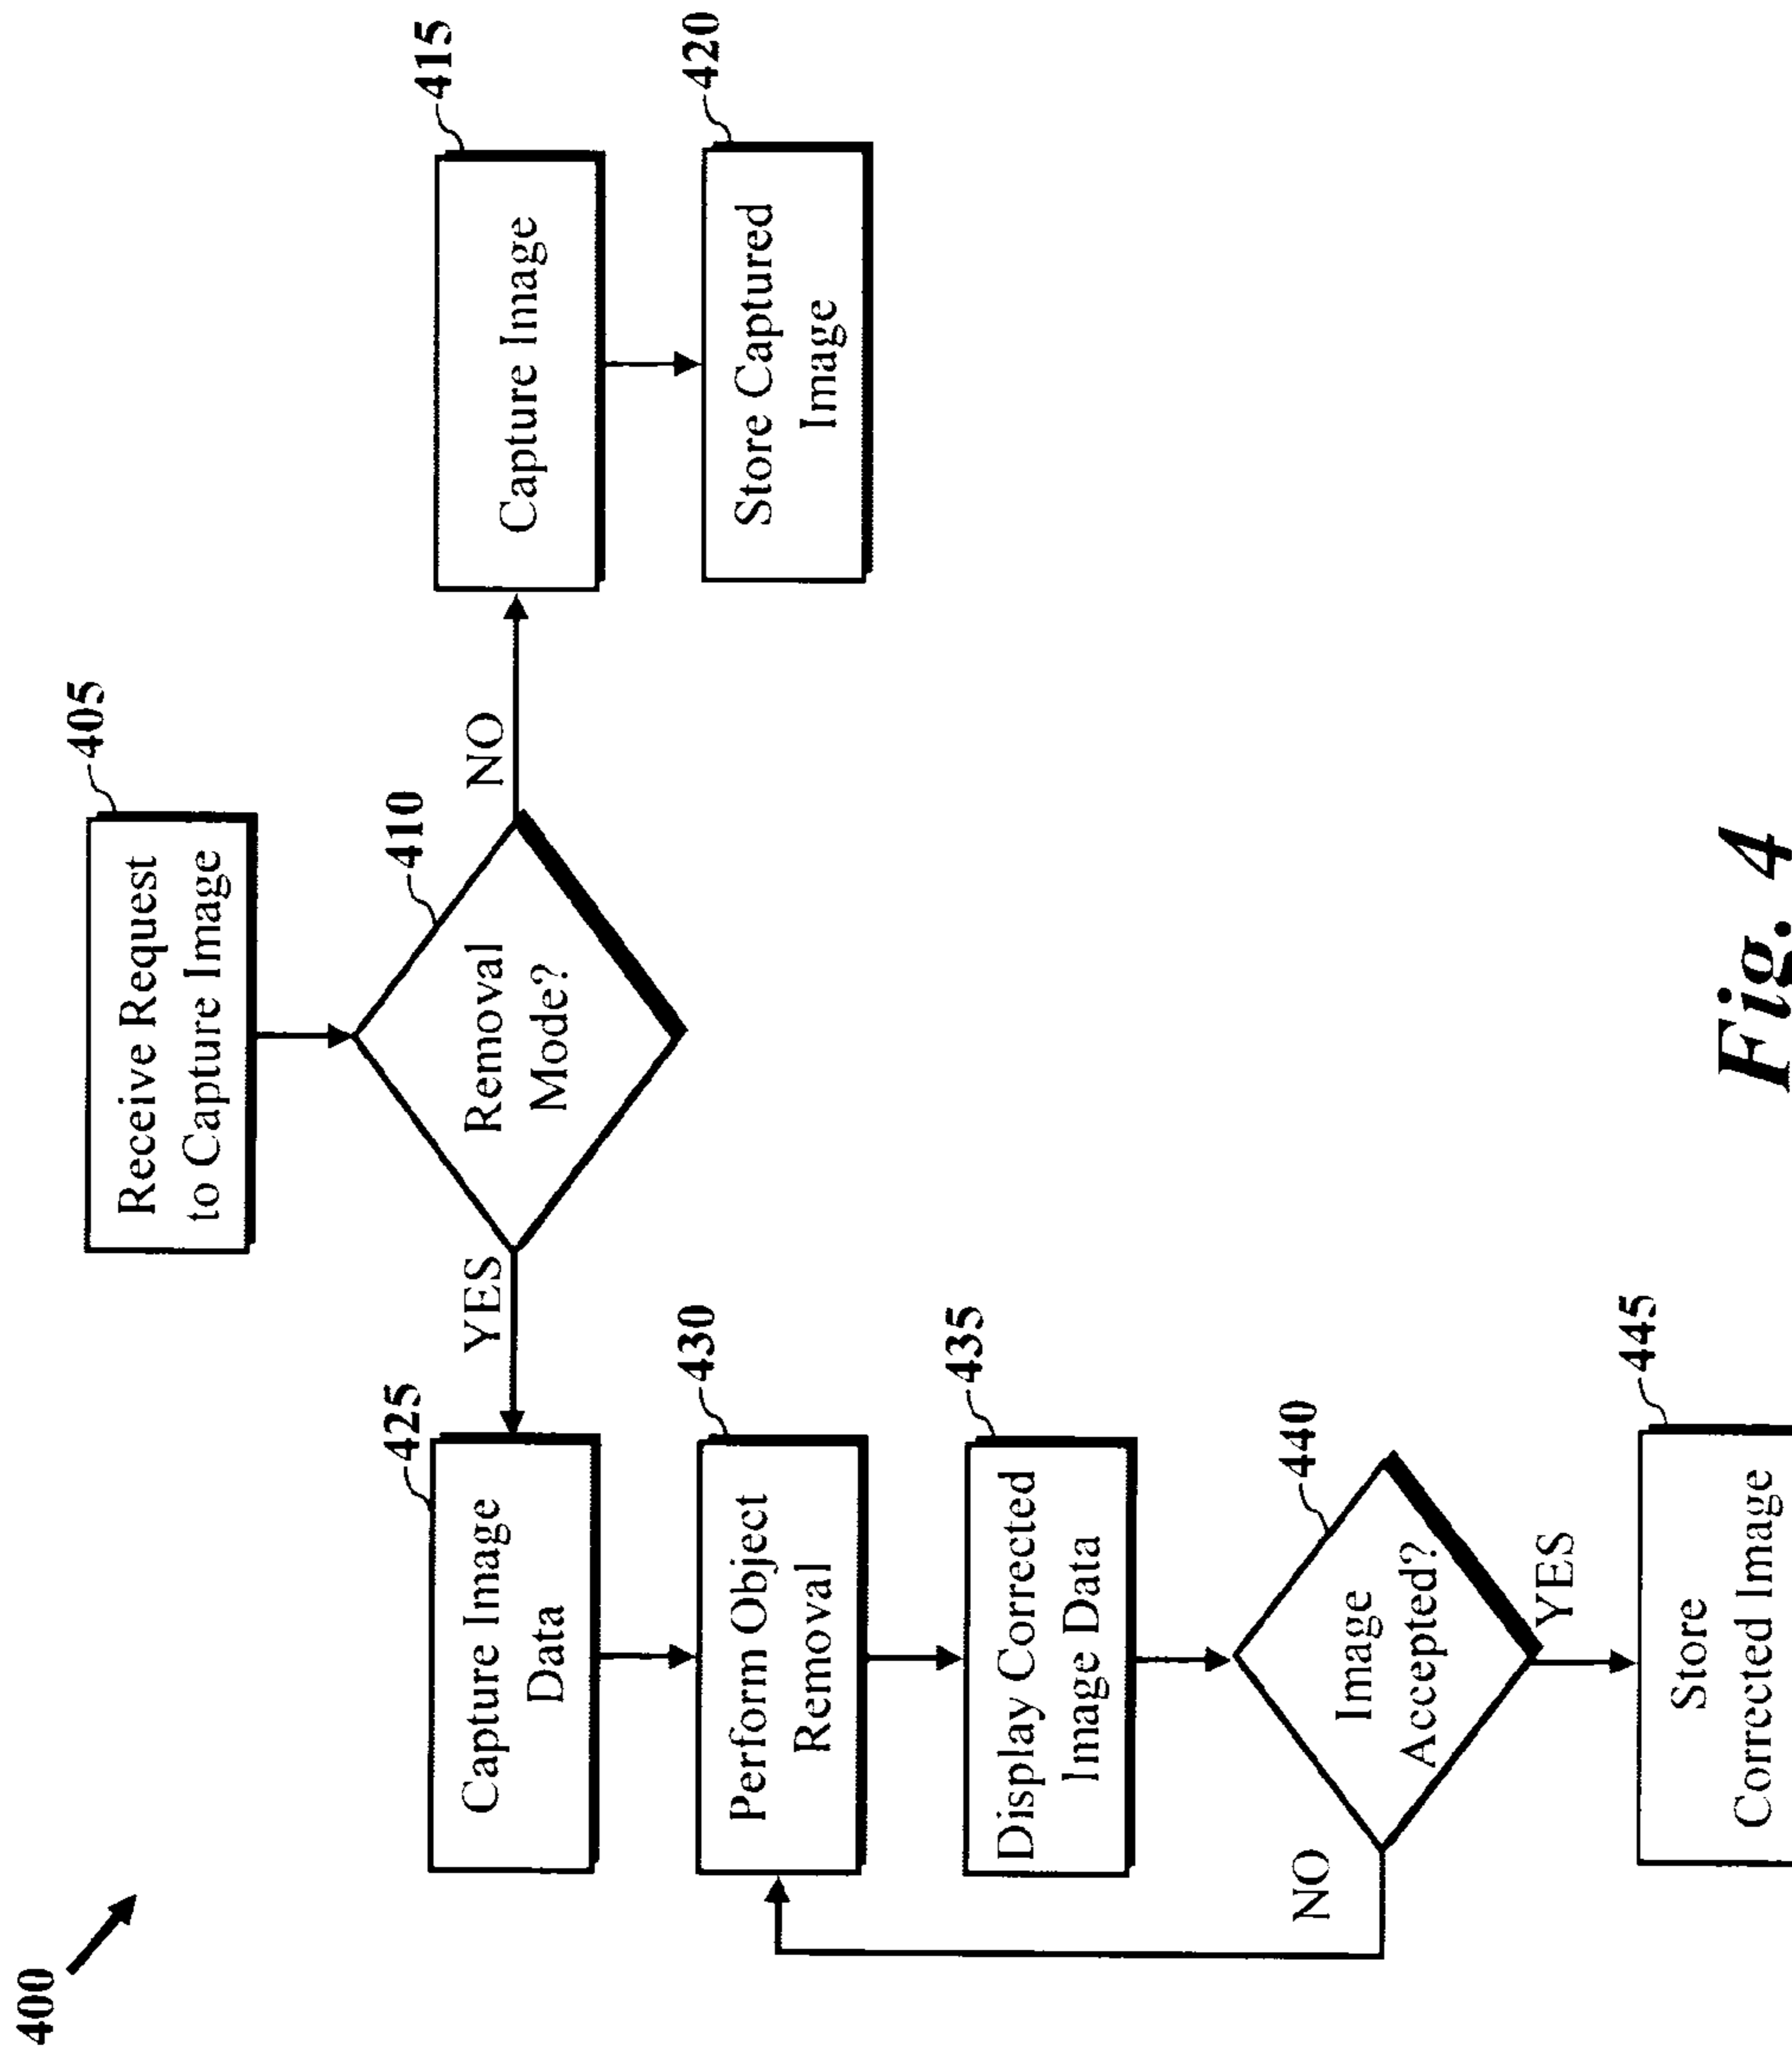 400
405
Receive Request
to Capture Image
410
Removal
Mode?
YES
NO
415
Capture Image
420
Store Captured
Image
425
Capture Image
Data
430
Perform Object
Removal
435
Display Corrected
Image Data
440
Image
Accepted?
NO
YES
445
Store
Corrected Image
Fig. 4